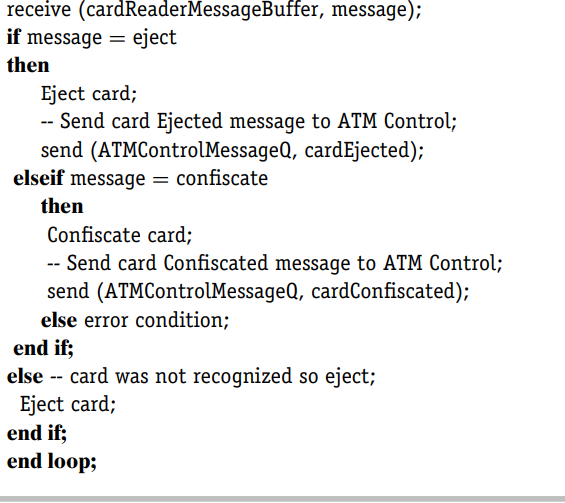 receive (cardReaderMessageBuffer, message);
if message = eject
then
Eject card;
-- Send card Ejected message to ATM Control;
send (ATMControlMessageQ, cardEjected);
elseif message = confiscate
then
Confiscate card;
-- Send card Confiscated message to ATM Control;
send (ATMControlMessageQ, cardConfiscated);
else error condition;
end if;
else -- card was not recognized so eject;
Eject card;
end if;
end loop;